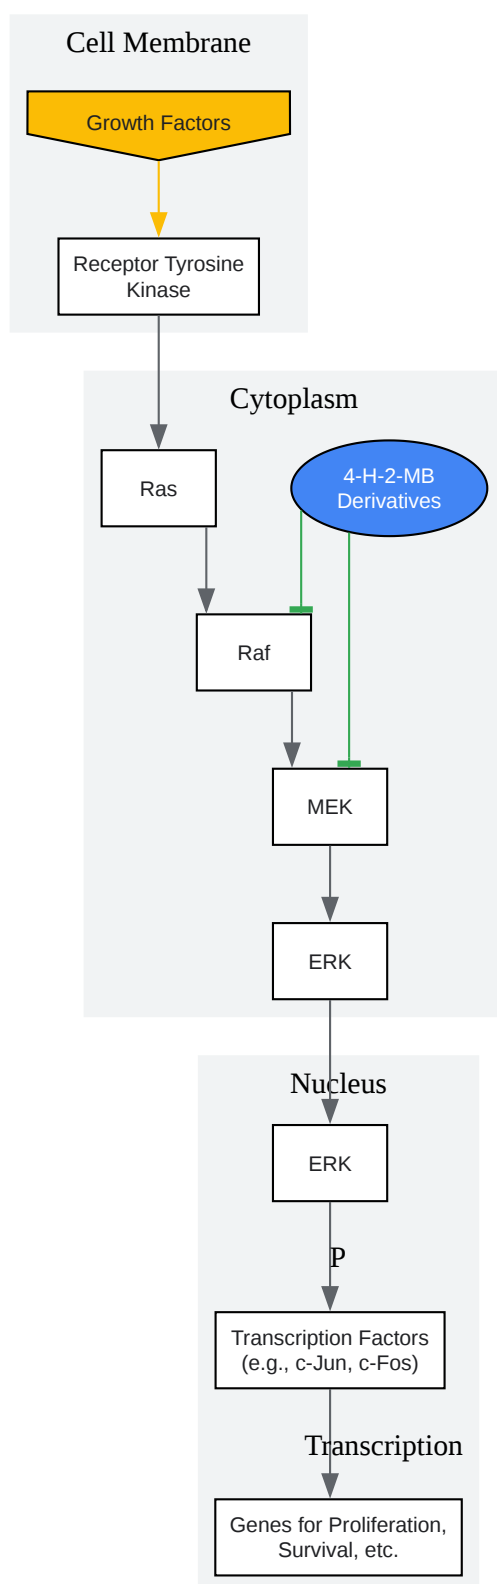 Cell Membrane
Growth Factors
Receptor Tyrosine
Kinase
Cytoplasm
Ras
4-H-2-MB
Derivatives
Raf
MEK
ERK
Nucleus
ERK
P
Transcription Factors
(e.g., c-Jun, c-Fos)
Transcription
Genes for Proliferation,
Survival, etc.